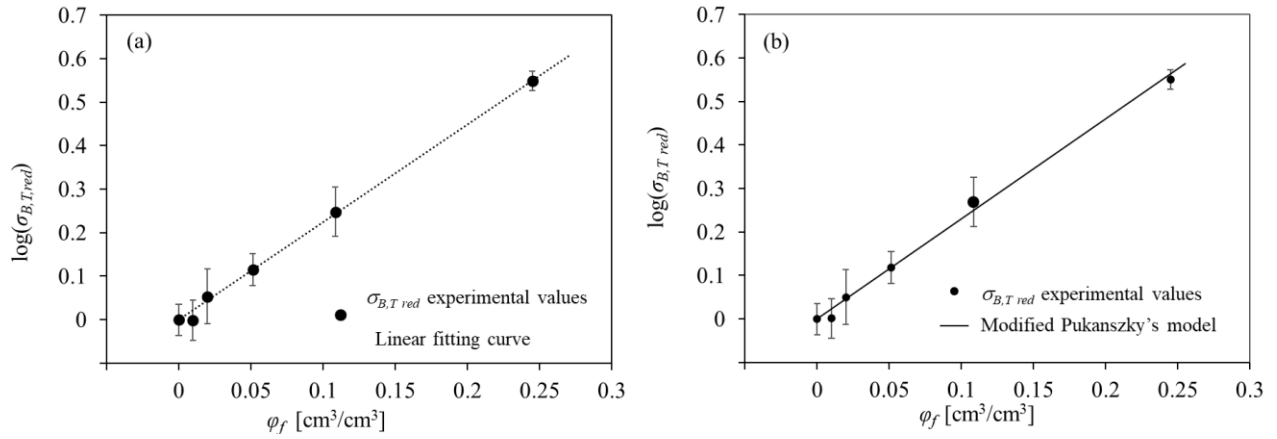 (a)
0.7
0.6
0.5
0.4
0.3
0.2
0.1
0
log(σB,T,red)
σB,T red experimental values
Linear fitting curve
0 0.05 0.1 0.15 0.2 0.25 0.3
φf [cm³/cm³]
(b)
0.7
0.6
0.5
0.4
0.3
0.2
0.1
0
log(σB,T red)
σB,T red experimental values
Modified Pukanszky's model
0 0.05 0.1 0.15 0.2 0.25 0.3
φf [cm³/cm³]